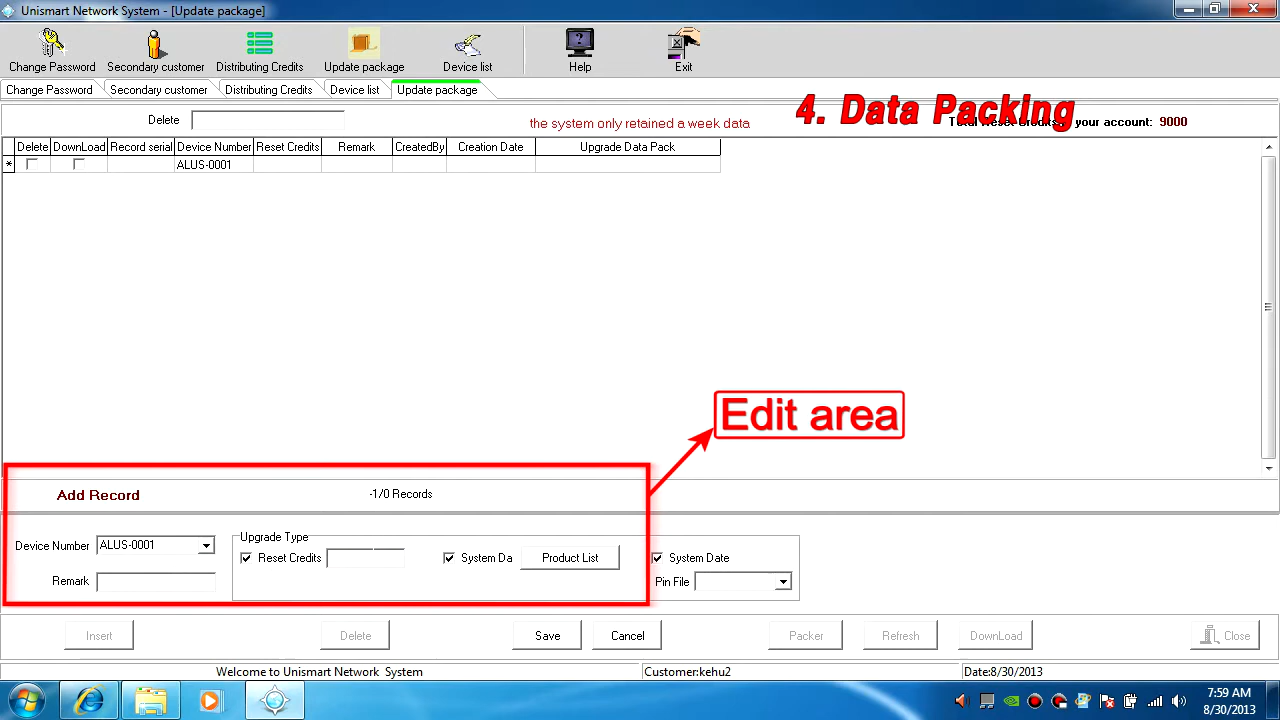 Unismart Network System - [Update package]
Change Password Secondary customer Distributing Credits Update package Device list Help Exit
Change Password Secondary customer Distributing Credits Device list Update package
4. Data Packing
Delete the system only retained a week data your account: 9000
Delete DownLoad Record serial Device Number Reset Credits Remark CreatedBy Creation Date Upgrade Data Pack
* ALUS-0001
Edit area
Add Record -1/0 Records
Upgrade Type
Device Number ALUS-0001 Reset Credits System Da Product List System Date
Remark Pin File
Insert Delete Save Cancel Packer Refresh DownLoad Close
Welcome to Unismart Network System Customer:kehu2 Date:8/30/2013
7:59 AM
8/30/2013